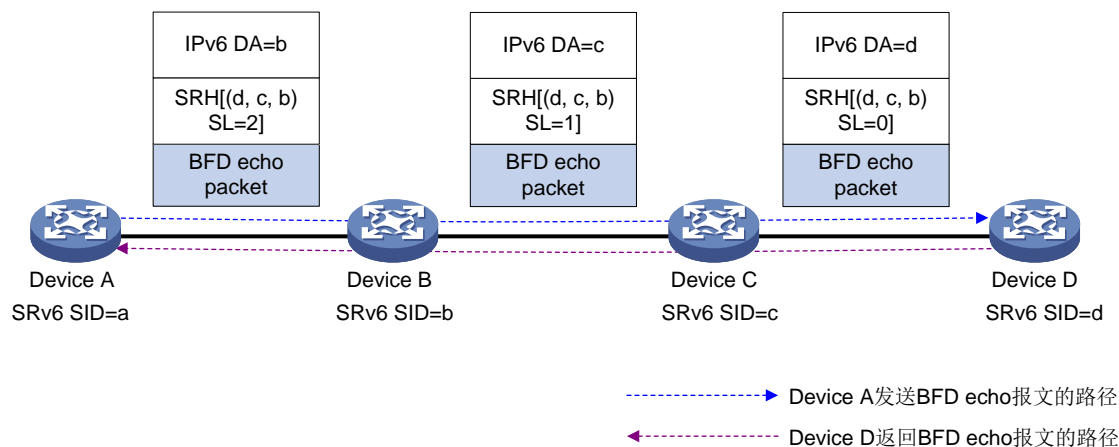 IPv6 DA=b
SRH[(d, c, b)
SL=2]
BFD echo
packet
IPv6 DA=c
SRH[(d, c, b)
SL=1]
BFD echo
packet
IPv6 DA=d
SRH[(d, c, b)
SL=0]
BFD echo
packet
Device A
SRv6 SID=a
Device B
SRv6 SID=b
Device C
SRv6 SID=c
Device D
SRv6 SID=d
Device A发送BFD echo报文的路径
Device D返回BFD echo报文的路径